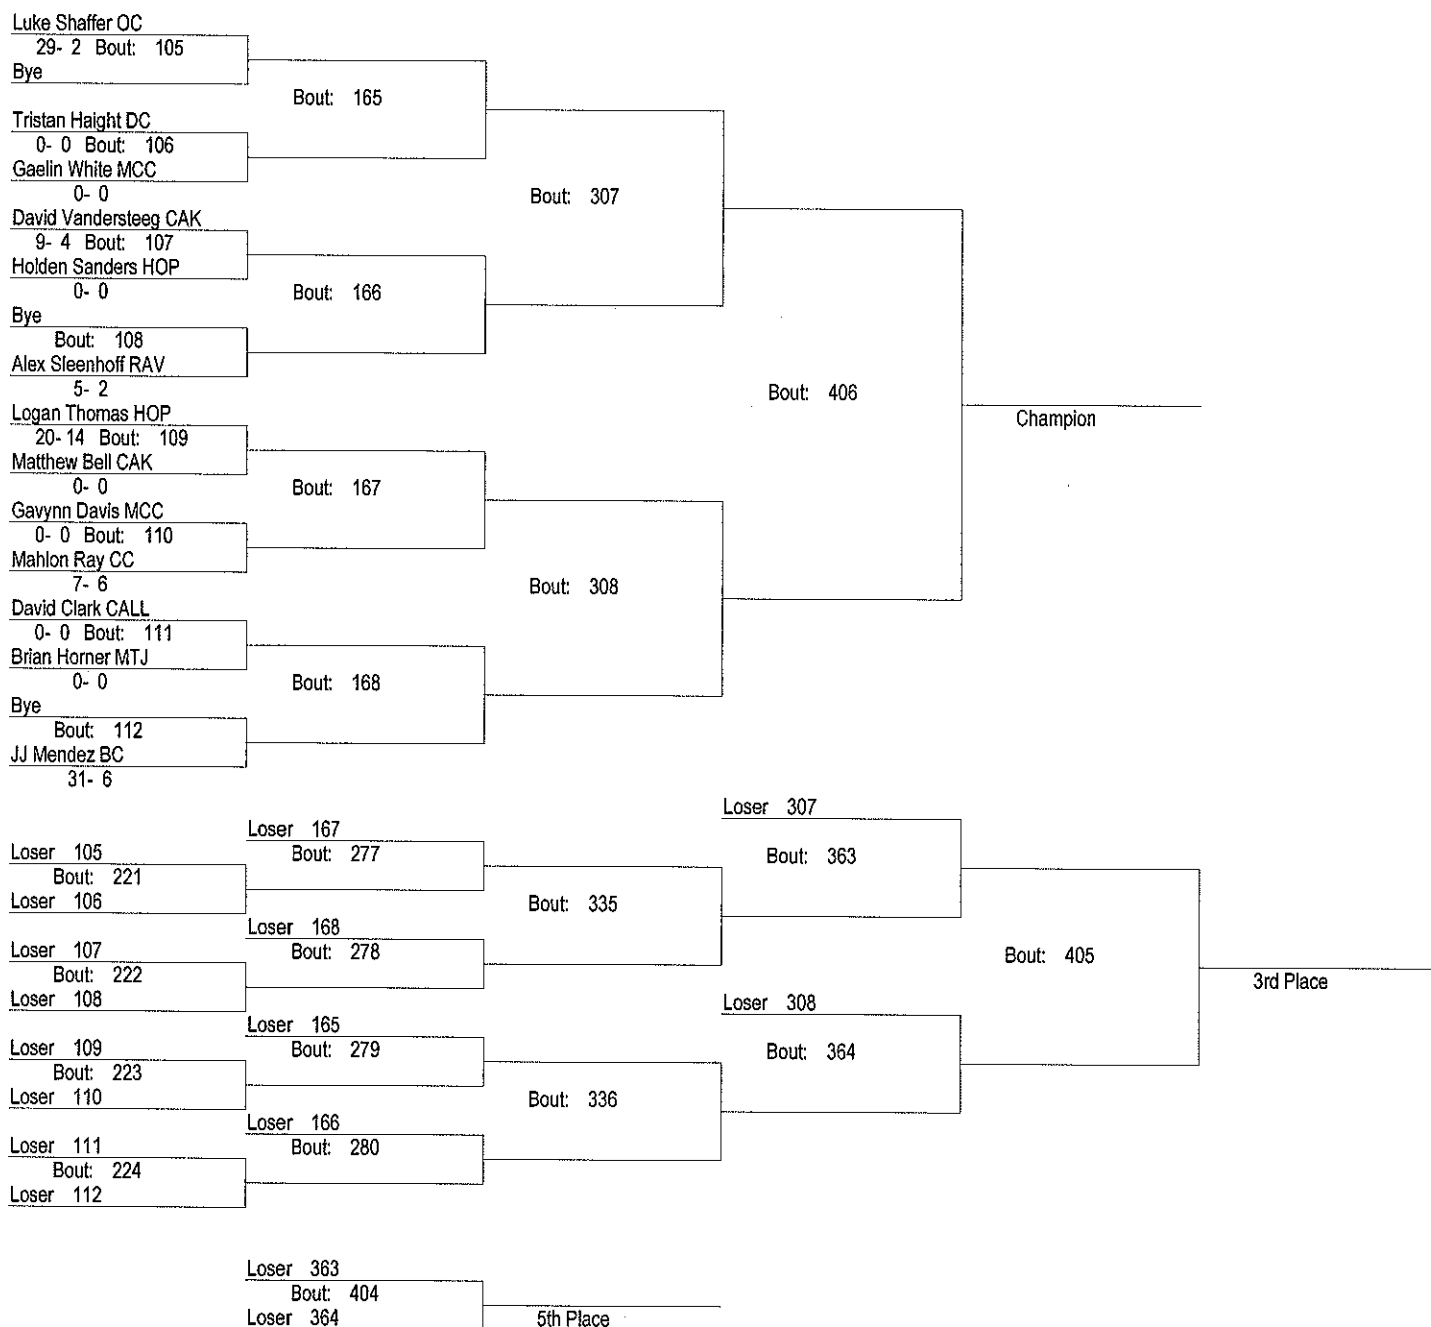 Luke Shaffer OC
29- 2 Bout: 105
Bye
Bout: 165
Tristan Haight DC
0- 0 Bout: 106
Gaelin White MCC
0- 0
Bout: 307
David Vandersteeg CAK
9- 4 Bout: 107
Holden Sanders HOP
0- 0
Bout: 166
Bye
Bout: 108
Alex Sleenhoff RAV
5- 2
Bout: 406
Champion
Logan Thomas HOP
20- 14 Bout: 109
Matthew Bell CAK
0- 0
Bout: 167
Gavynn Davis MCC
0- 0 Bout: 110
Mahlon Ray CC
7- 6
Bout: 308
David Clark CALL
0- 0 Bout: 111
Brian Horner MTJ
0- 0
Bout: 168
Bye
Bout: 112
JJ Mendez BC
31- 6
Loser 307
Loser 167
Bout: 277
Bout: 363
Loser 105
Bout: 221
Loser 106
Bout: 335
Loser 168
Bout: 278
Loser 107
Bout: 222
Loser 108
Bout: 405
3rd Place
Loser 308
Loser 165
Bout: 279
Bout: 364
Loser 109
Bout: 223
Loser 110
Bout: 336
Loser 166
Bout: 280
Loser 111
Bout: 224
Loser 112
Loser 363
Bout: 404
Loser 364
5th Place